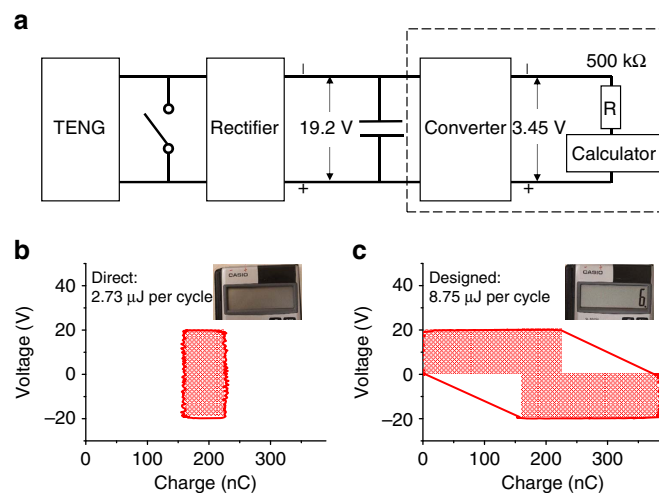 a
TENG
Rectifier
19.2 V
Converter
3.45 V
500 kΩ
R
Calculator
+
+
b
Direct:
2.73 μJ per cycle
CASIO
Voltage (V)
40
20
0
−20
0 100 200 300
Charge (nC)
c
Designed:
8.75 μJ per cycle
CASIO
6
Voltage (V)
40
20
0
−20
0 100 200 300
Charge (nC)